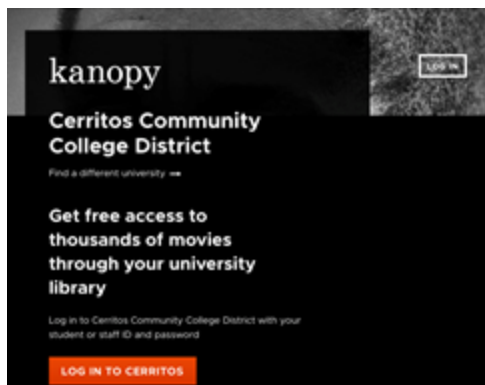 kanopy
LOG IN
Cerritos Community
College District
Find a different university →
Get free access to
thousands of movies
through your university
library
Log in to Cerritos Community College District with your
student or staff ID and password
LOG IN TO CERRITOS